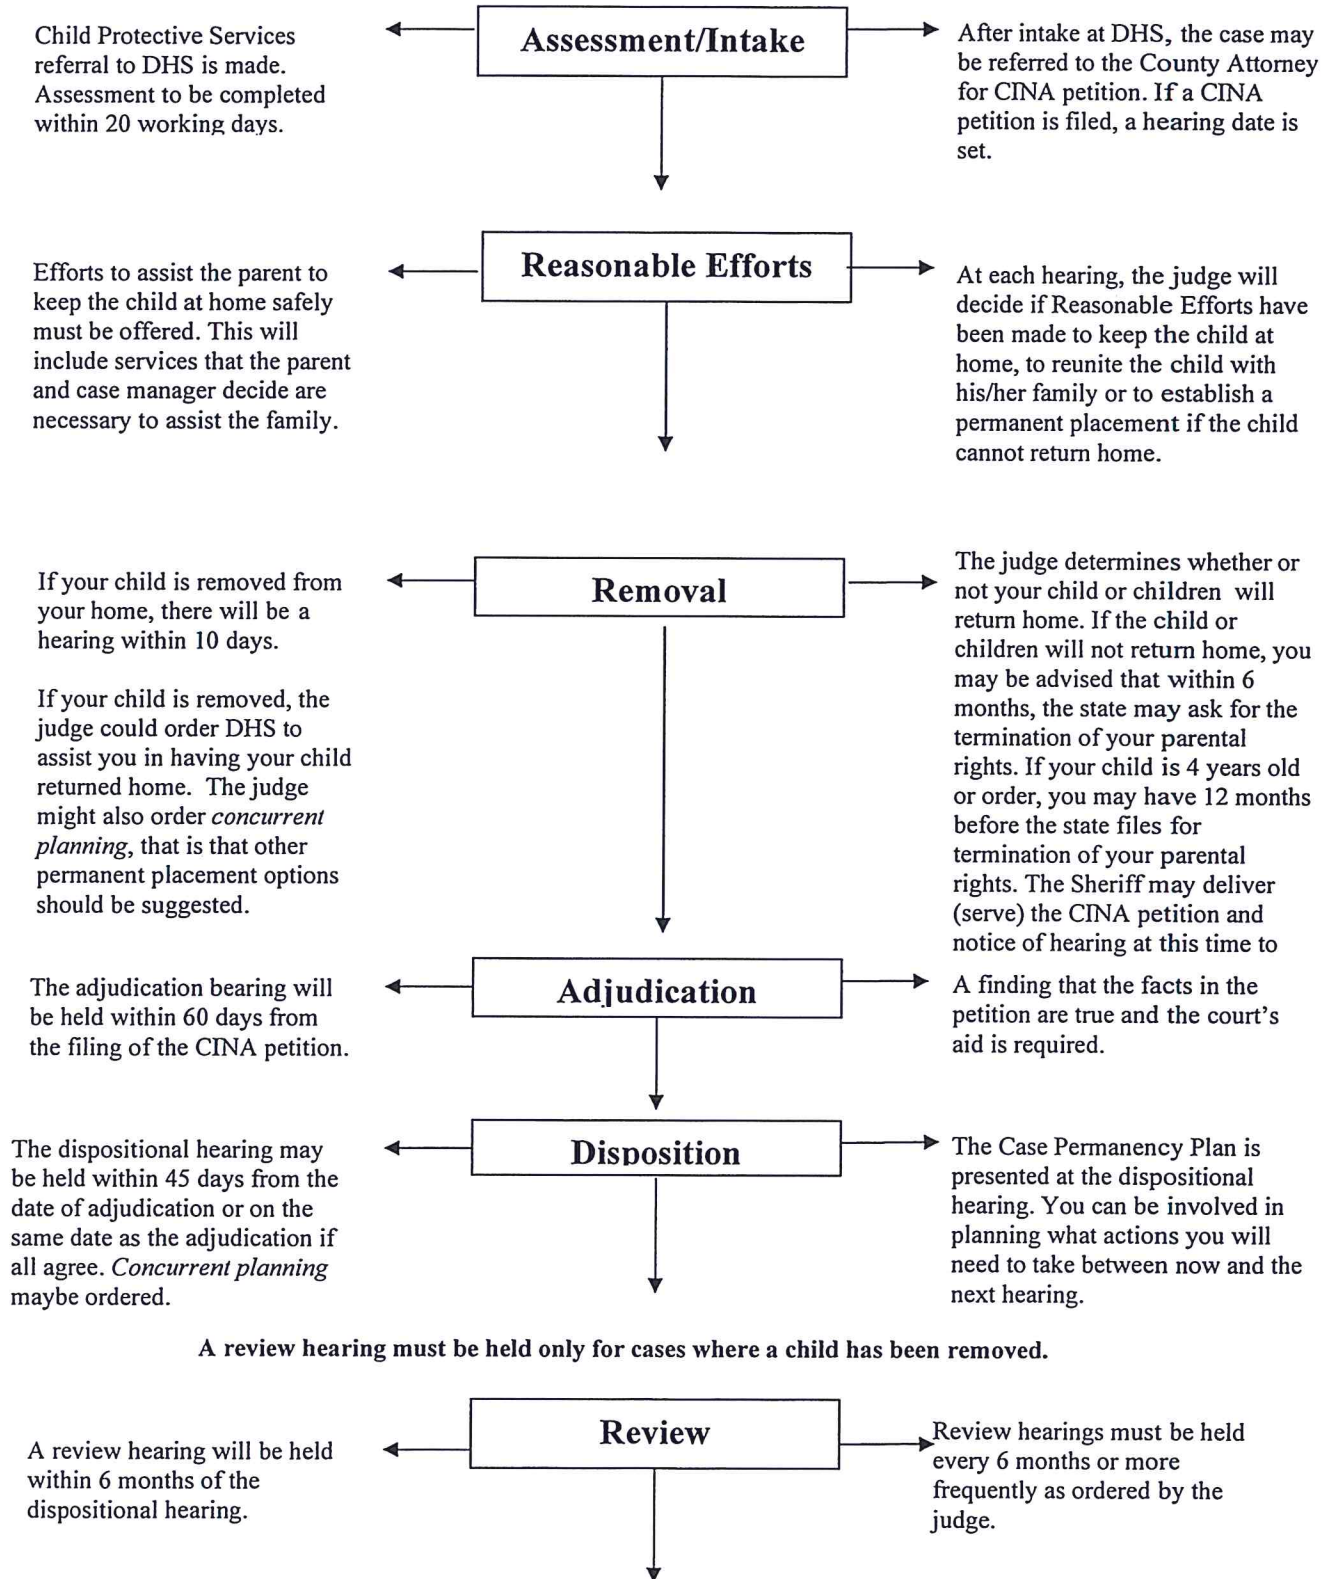 Assessment/Intake
Child Protective Services
referral to DHS is made.
Assessment to be completed
within 20 working days.
After intake at DHS, the case may
be referred to the County Attorney
for CINA petition. If a CINA
petition is filed, a hearing date is
set.
Reasonable Efforts
Efforts to assist the parent to
keep the child at home safely
must be offered. This will
include services that the parent
and case manager decide are
necessary to assist the family.
At each hearing, the judge will
decide if Reasonable Efforts have
been made to keep the child at
home, to reunite the child with
his/her family or to establish a
permanent placement if the child
cannot return home.
Removal
If your child is removed from
your home, there will be a
hearing within 10 days.
If your child is removed, the
judge could order DHS to
assist you in having your child
returned home. The judge
might also order concurrent
planning, that is that other
permanent placement options
should be suggested.
The judge determines whether or
not your child or children will
return home. If the child or
children will not return home, you
may be advised that within 6
months, the state may ask for the
termination of your parental
rights. If your child is 4 years old
or order, you may have 12 months
before the state files for
termination of your parental
rights. The Sheriff may deliver
(serve) the CINA petition and
notice of hearing at this time to
Adjudication
The adjudication bearing will
be held within 60 days from
the filing of the CINA petition.
A finding that the facts in the
petition are true and the court's
aid is required.
Disposition
The dispositional hearing may
be held within 45 days from the
date of adjudication or on the
same date as the adjudication if
all agree. Concurrent planning
maybe ordered.
The Case Permanency Plan is
presented at the dispositional
hearing. You can be involved in
planning what actions you will
need to take between now and the
next hearing.
A review hearing must be held only for cases where a child has been removed.
Review
A review hearing will be held
within 6 months of the
dispositional hearing.
Review hearings must be held
every 6 months or more
frequently as ordered by the
judge.